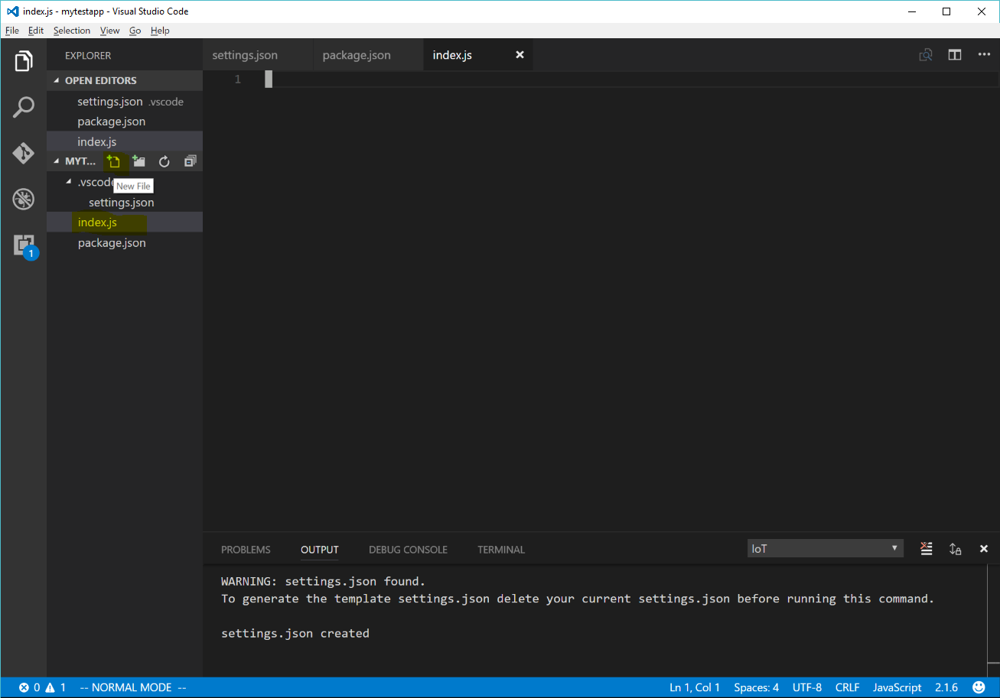 index.js - mytestapp - Visual Studio Code
File Edit Selection View Go Help
EXPLORER
OPEN EDITORS
settings.json .vscode
package.json
index.js
MYT...
.vscode
New File
settings.json
index.js
package.json
1
settings.json package.json index.js
1
PROBLEMS OUTPUT DEBUG CONSOLE TERMINAL IoT
WARNING: settings.json found.
To generate the template settings.json delete your current settings.json before running this command.
settings.json created
0 1 -- NORMAL MODE -- Ln 1, Col 1 Spaces: 4 UTF-8 CRLF JavaScript 2.1.6